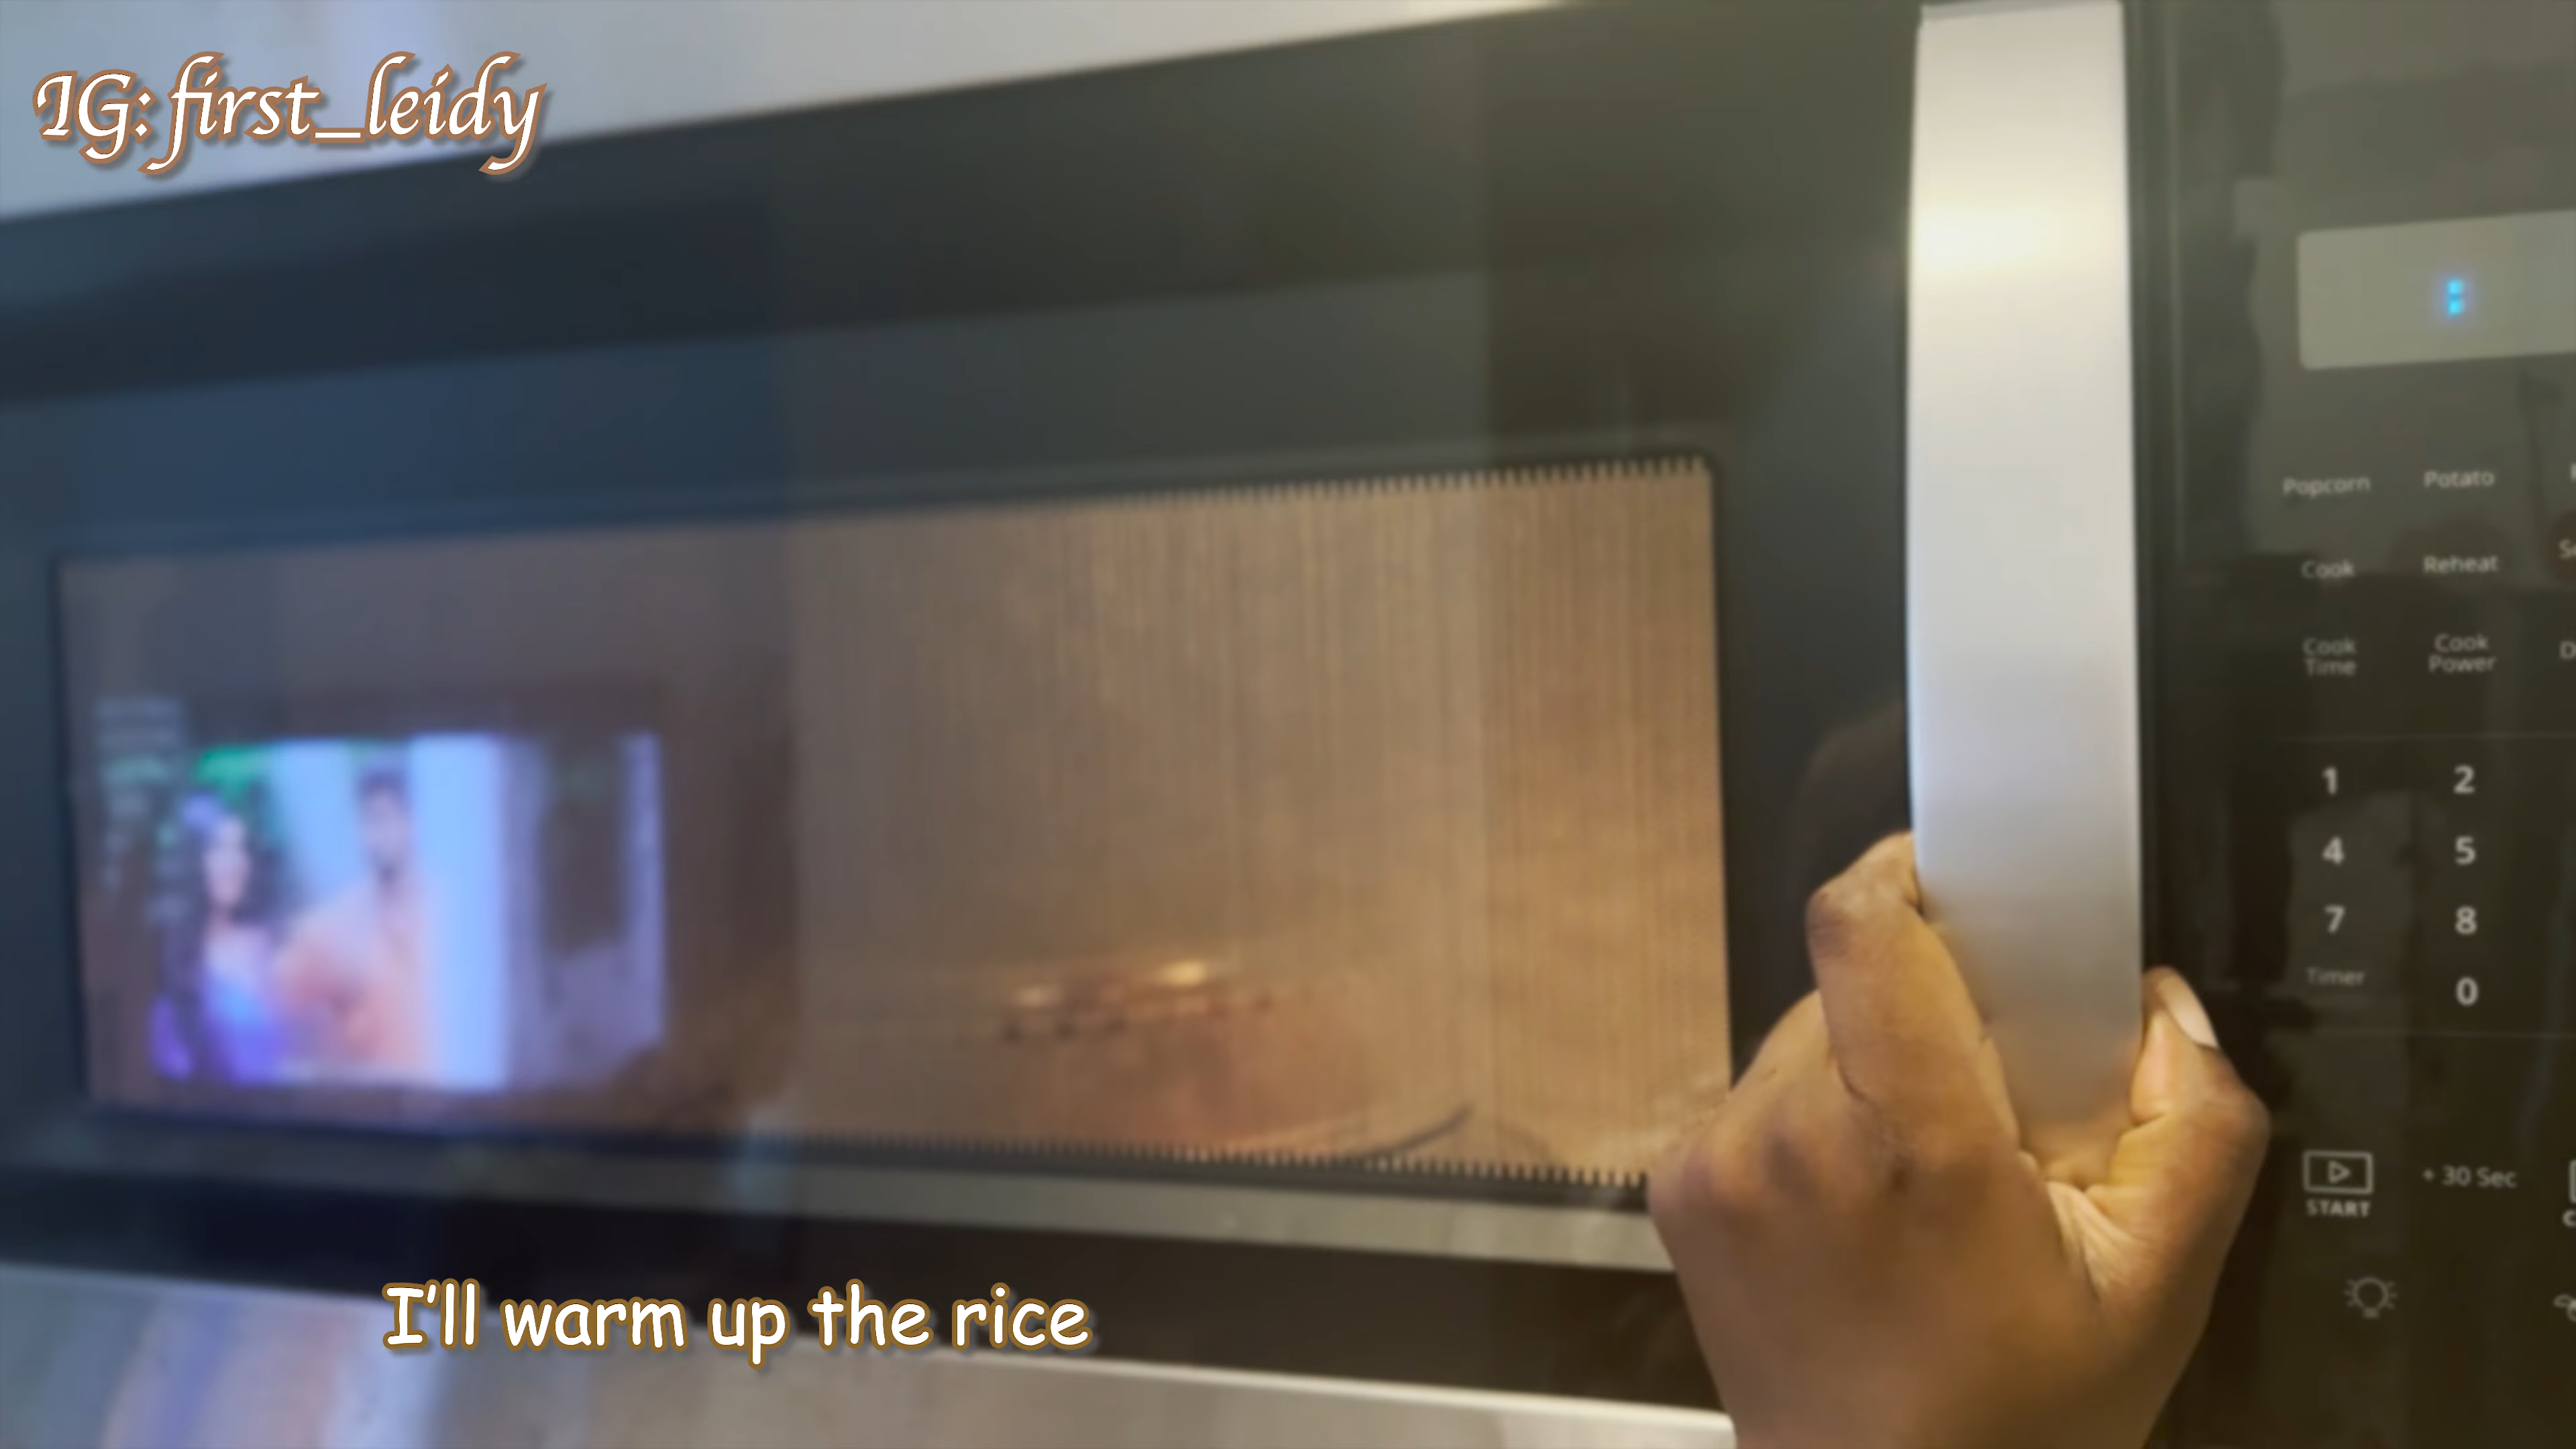 IG: first_leidy
Popcorn Potato
Cook Reheat
Cook Time Cook Power
1 2
4 5
7 8
Timer 0
START + 30 Sec
I'll warm up the rice